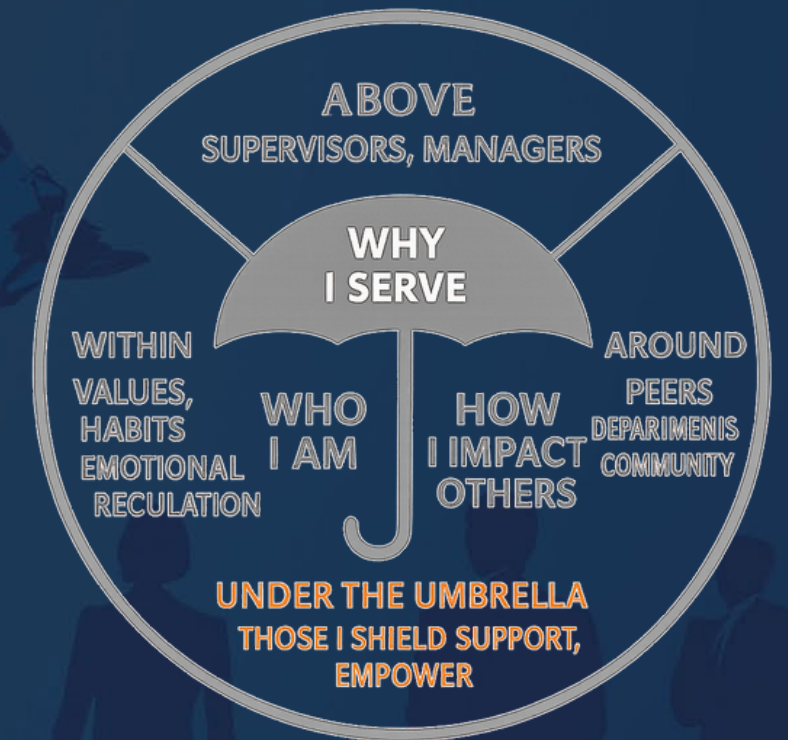 ABOVE
SUPERVISORS, MANAGERS
WHY
I SERVE
WITHIN
VALUES,
HABITS
EMOTIONAL
RECULATION
WHO
I AM
HOW
I IMPACT
OTHERS
AROUND
PEERS
DEPARIMENIS
COMMUNITY
UNDER THE UMBRELLA
THOSE I SHIELD SUPPORT,
EMPOWER